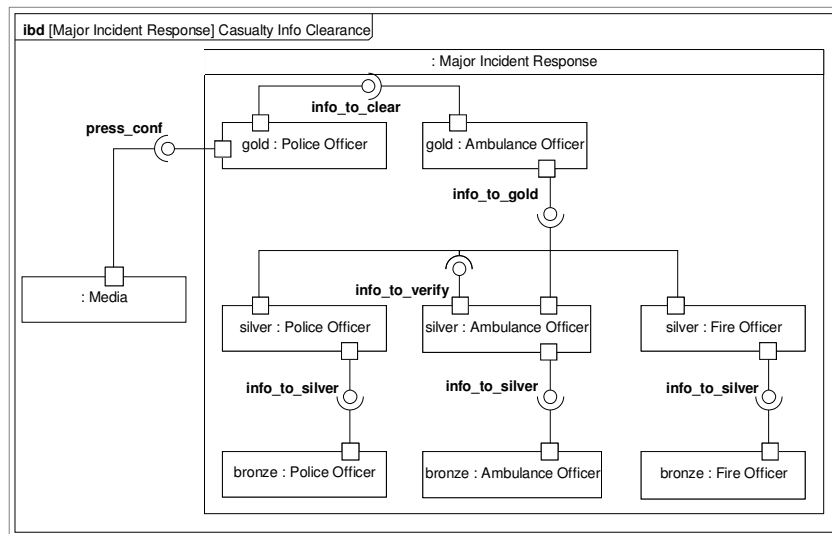 ibd [Major Incident Response] Casualty Info Clearance
: Major Incident Response
info_to_clear
press_conf
gold : Police Officer
gold : Ambulance Officer
info_to_gold
: Media
info_to_verify
silver : Police Officer
silver : Ambulance Officer
silver : Fire Officer
info_to_silver
info_to_silver
info_to_silver
bronze : Police Officer
bronze : Ambulance Officer
bronze : Fire Officer